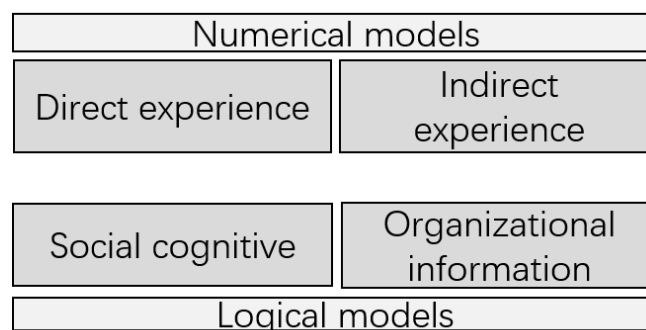 Numerical models
Direct experience
Indirect
experience
Social cognitive
Organizational
information
Logical models